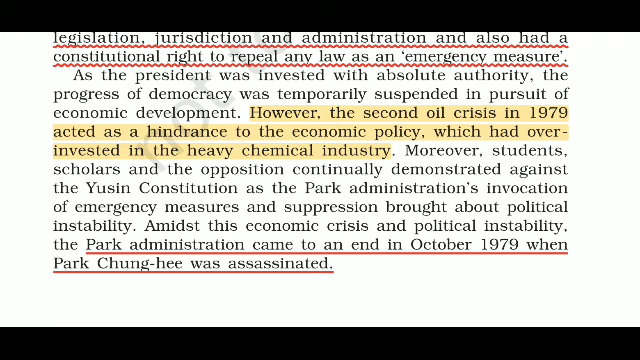 legislation, jurisdiction and administration and also had a
constitutional right to repeal any law as an ‘emergency measure’.
As the president was invested with absolute authority, the
progress of democracy was temporarily suspended in pursuit of
economic development. However, the second oil crisis in 1979
acted as a hindrance to the economic policy, which had over-
invested in the heavy chemical industry. Moreover, students,
scholars and the opposition continually demonstrated against
the Yusin Constitution as the Park administration’s invocation
of emergency measures and suppression brought about political
instability. Amidst this economic crisis and political instability,
the Park administration came to an end in October 1979 when
Park Chung-hee was assassinated.